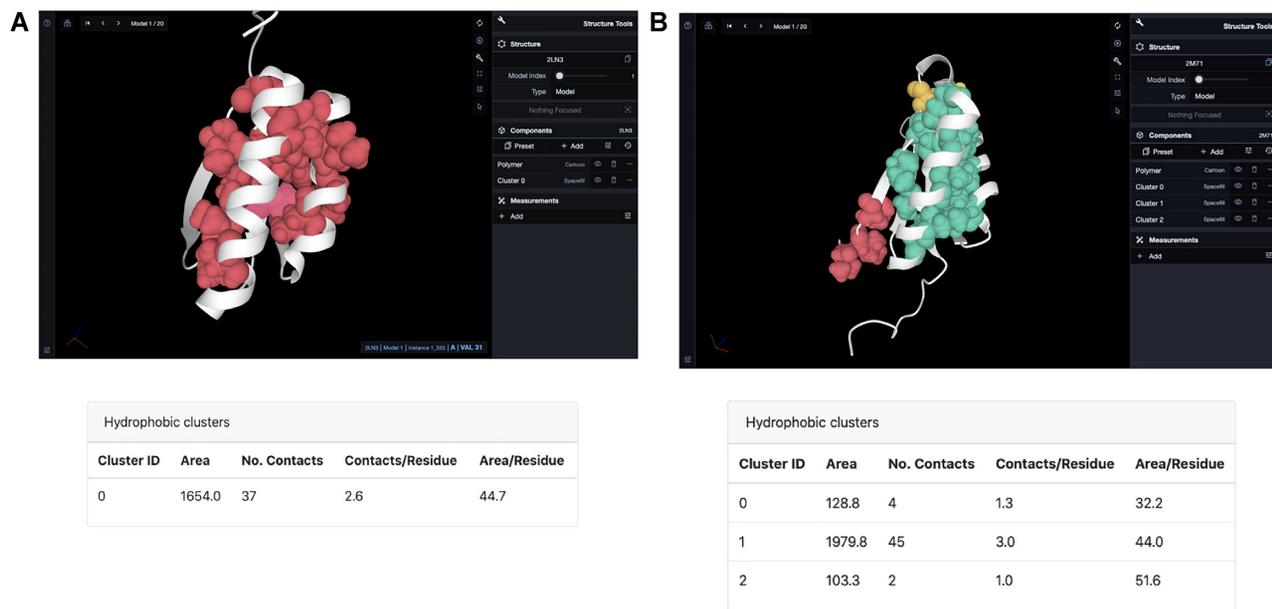 A
Model 1 / 20
Structure Tools
Structure
2LN3
Model Index 1
Type Model
Nothing Focused
Components 2LN3
Preset + Add
Polymer Cartoon
Cluster 0 Spacefill
Measurements
+ Add
2LN3 | Model 1 | Instance 1_555 | A | VAL 31
Hydrophobic clusters
Cluster ID Area No. Contacts Contacts/Residue Area/Residue
0 1654.0 37 2.6 44.7
B
Model 1 / 20
Structure Tools
Structure
2M71
Model Index
Type Model
Nothing Focused
Components 2M71
Preset + Add
Polymer Cartoon
Cluster 0 Spacefill
Cluster 1 Spacefill
Cluster 2 Spacefill
Measurements
+ Add
Hydrophobic clusters
Cluster ID Area No. Contacts Contacts/Residue Area/Residue
0 128.8 4 1.3 32.2
1 1979.8 45 3.0 44.0
2 103.3 2 1.0 51.6